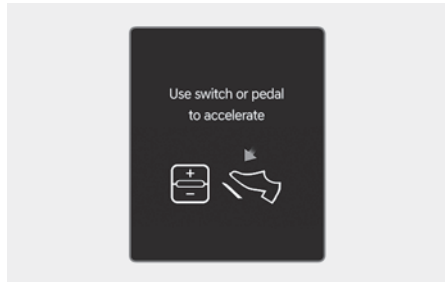 Use switch or pedal
to accelerate
+
−